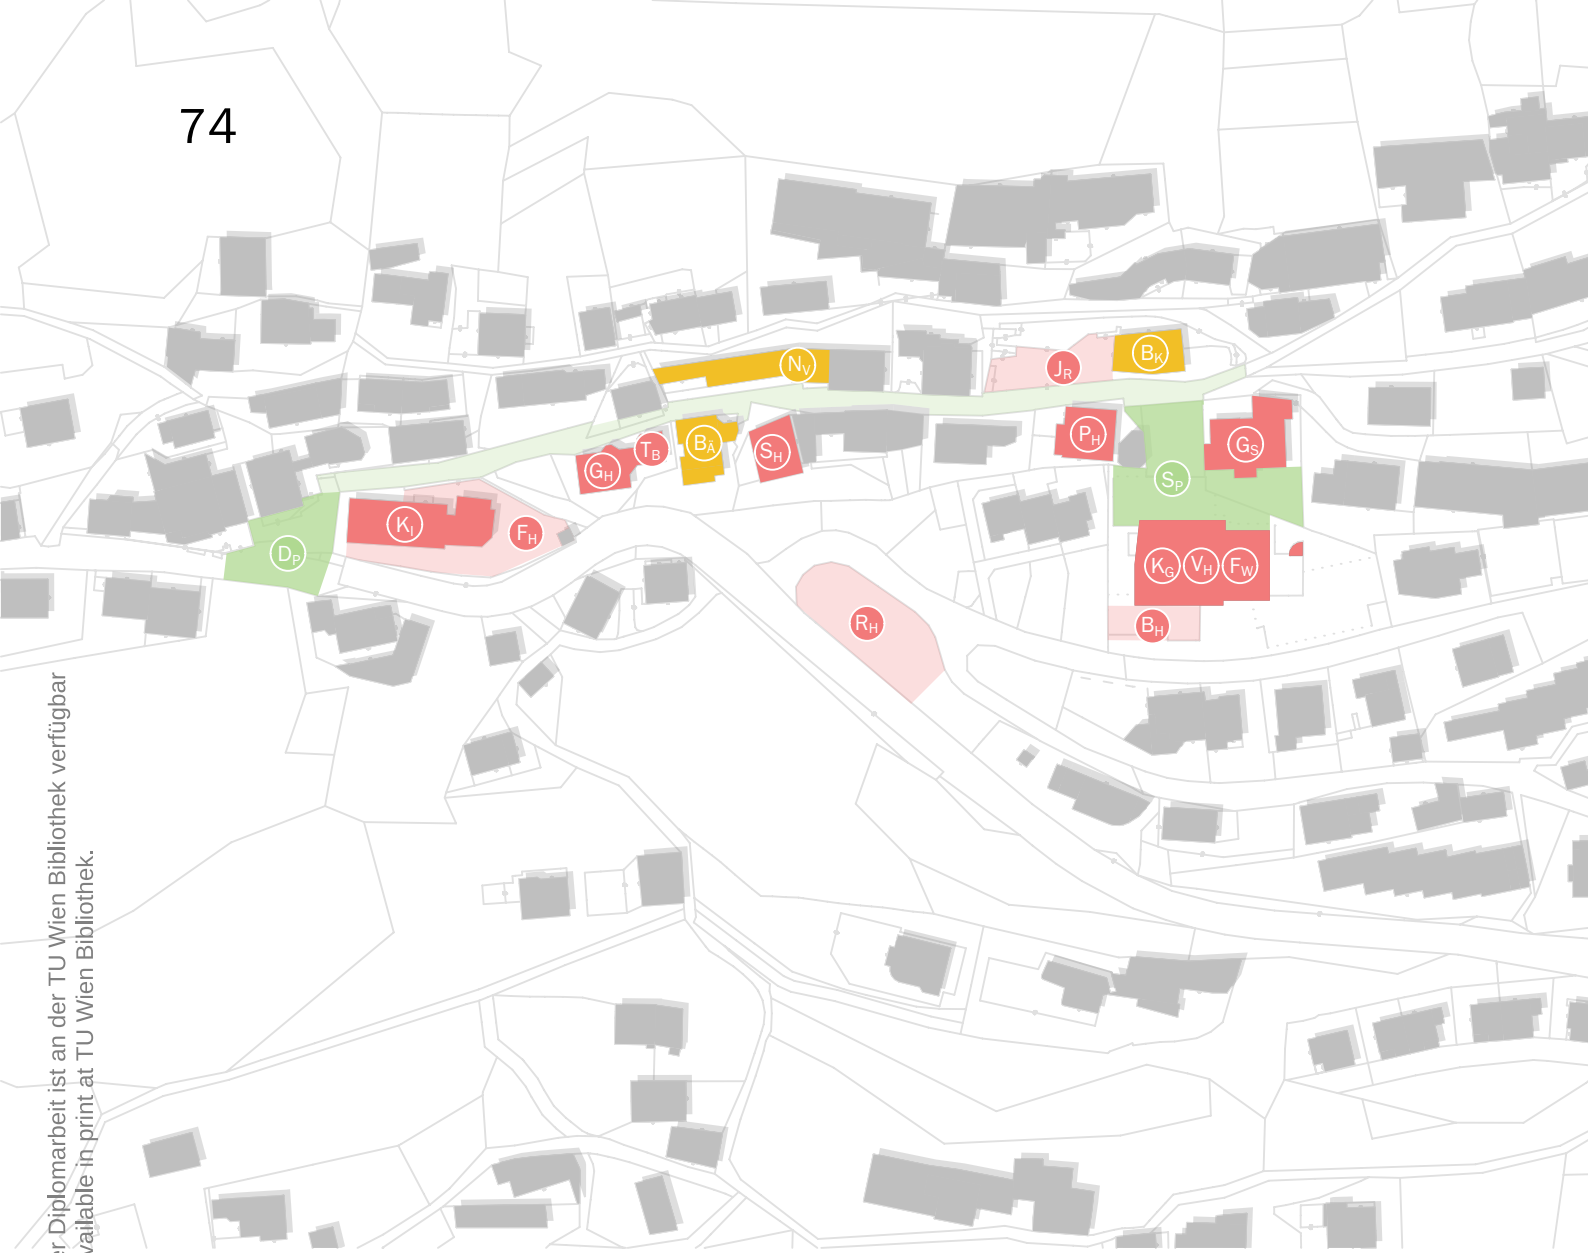 74
NV
BK
JR
TB
BÄ
SH
PH
GS
GH
SP
KI
FH
DP
KG VH FW
RH
BH
er Diplomarbeit ist an der TU Wien Bibliothek verfügbar
vailable in print at TU Wien Bibliothek.